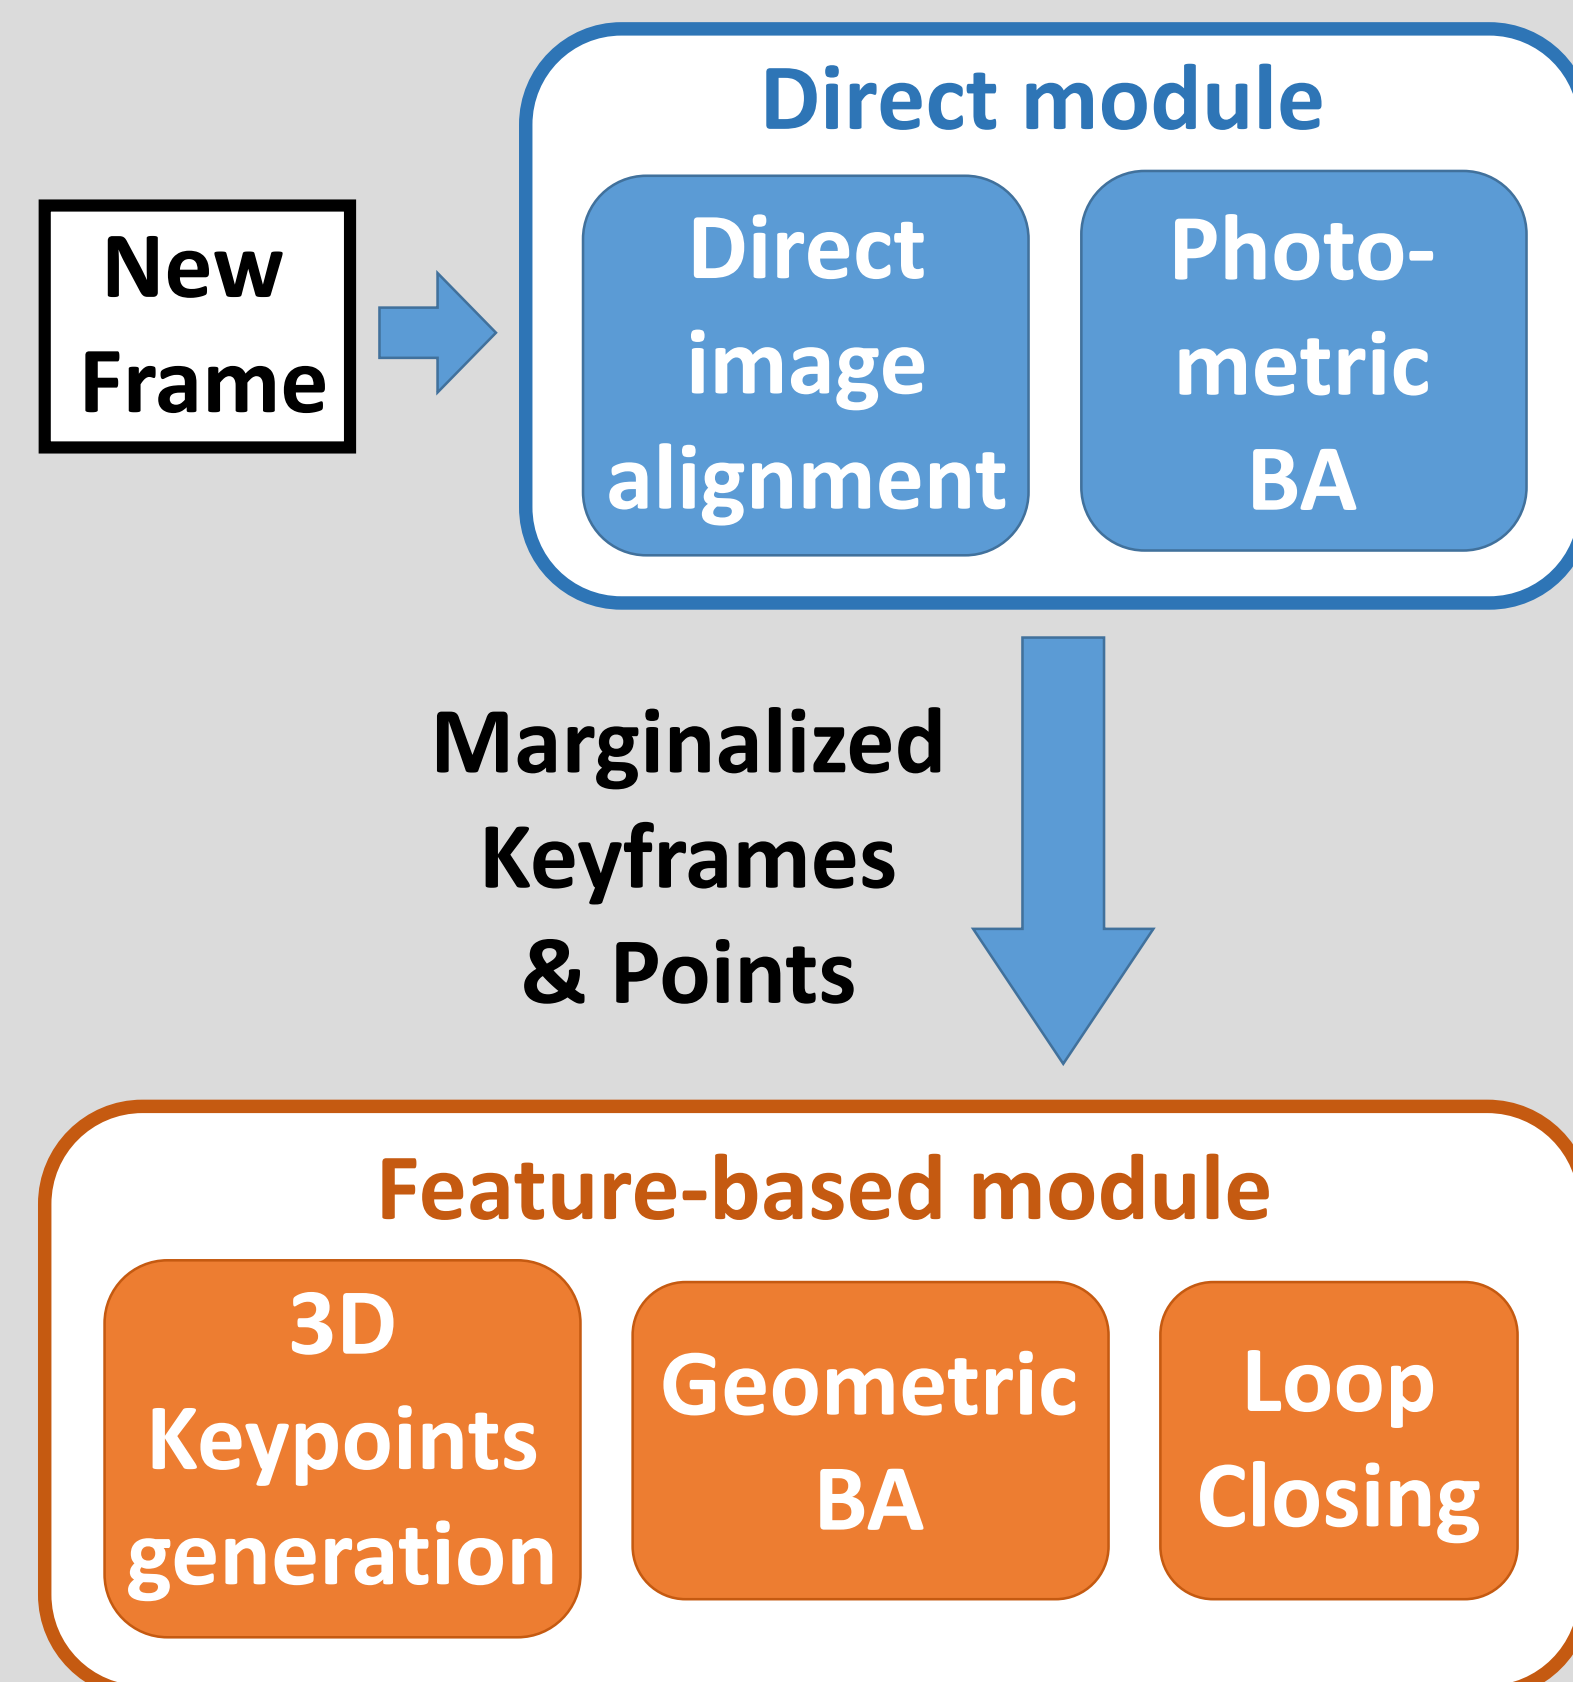 Direct module
New
Frame
Direct
image
alignment
Photo-
metric
BA
Marginalized
Keyframes
& Points
Feature-based module
3D
Keypoints
generation
Geometric
BA
Loop
Closing